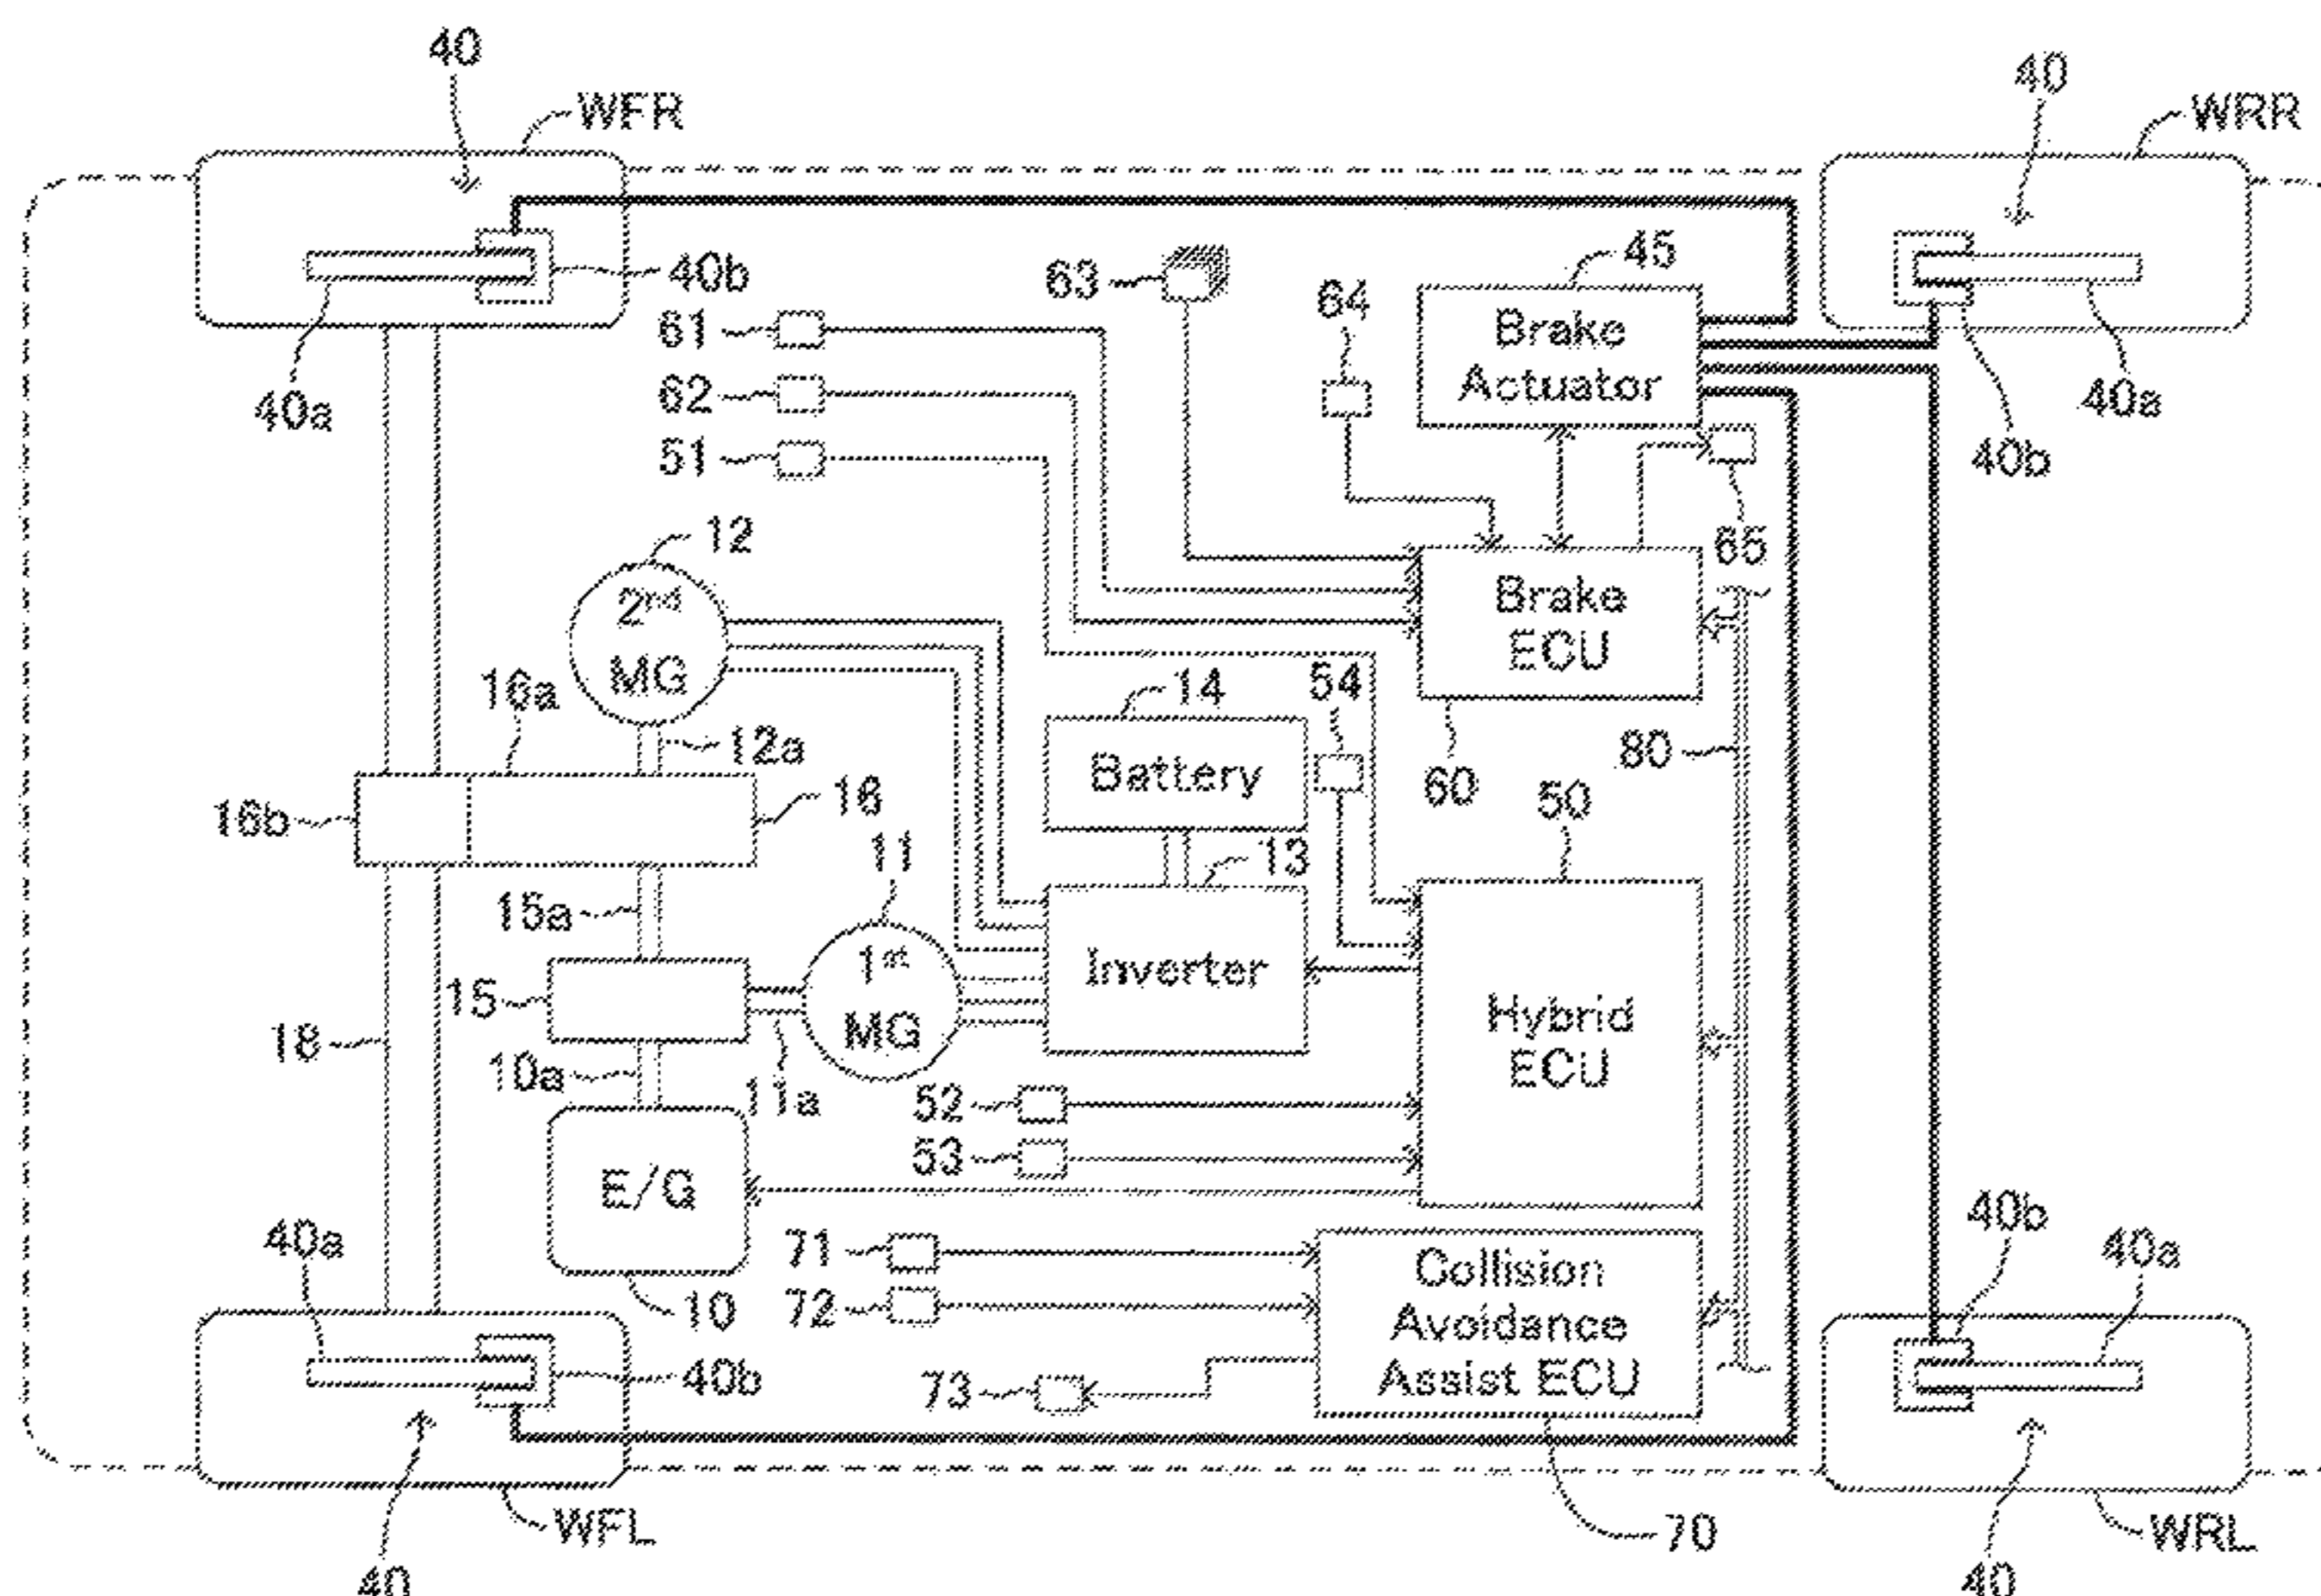 40
WFR
40
WRR
40b
40a
63
61
62
51
64
45
Brake
Actuator
40a
40b
65
12
2nd
MG
12a
16a
16b
16
Brake
ECU
60
14
Battery
54
80
50
13
11
1st
MG
11a
Inverter
15a
15
10a
18
Hybrid
ECU
52
53
E/G
10
40a
40b
71
72
73
Collision
Avoidance
Assist ECU
70
40b
40a
WFL
40
WRL
40